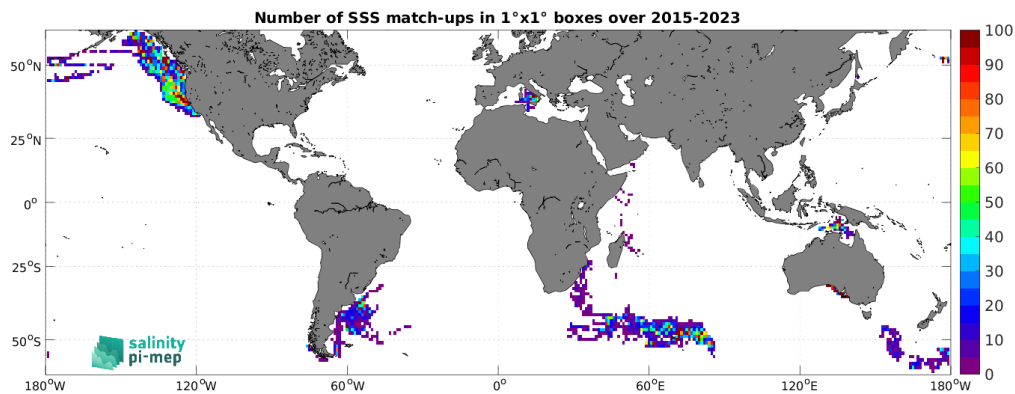 Number of SSS match-ups in 1°x1° boxes over 2015-2023
50°N
25°N
0°
25°S
50°S
180°W
120°W
60°W
0°
60°E
120°E
180°W
100
90
80
70
60
50
40
30
20
10
0
salinity
pi-mep